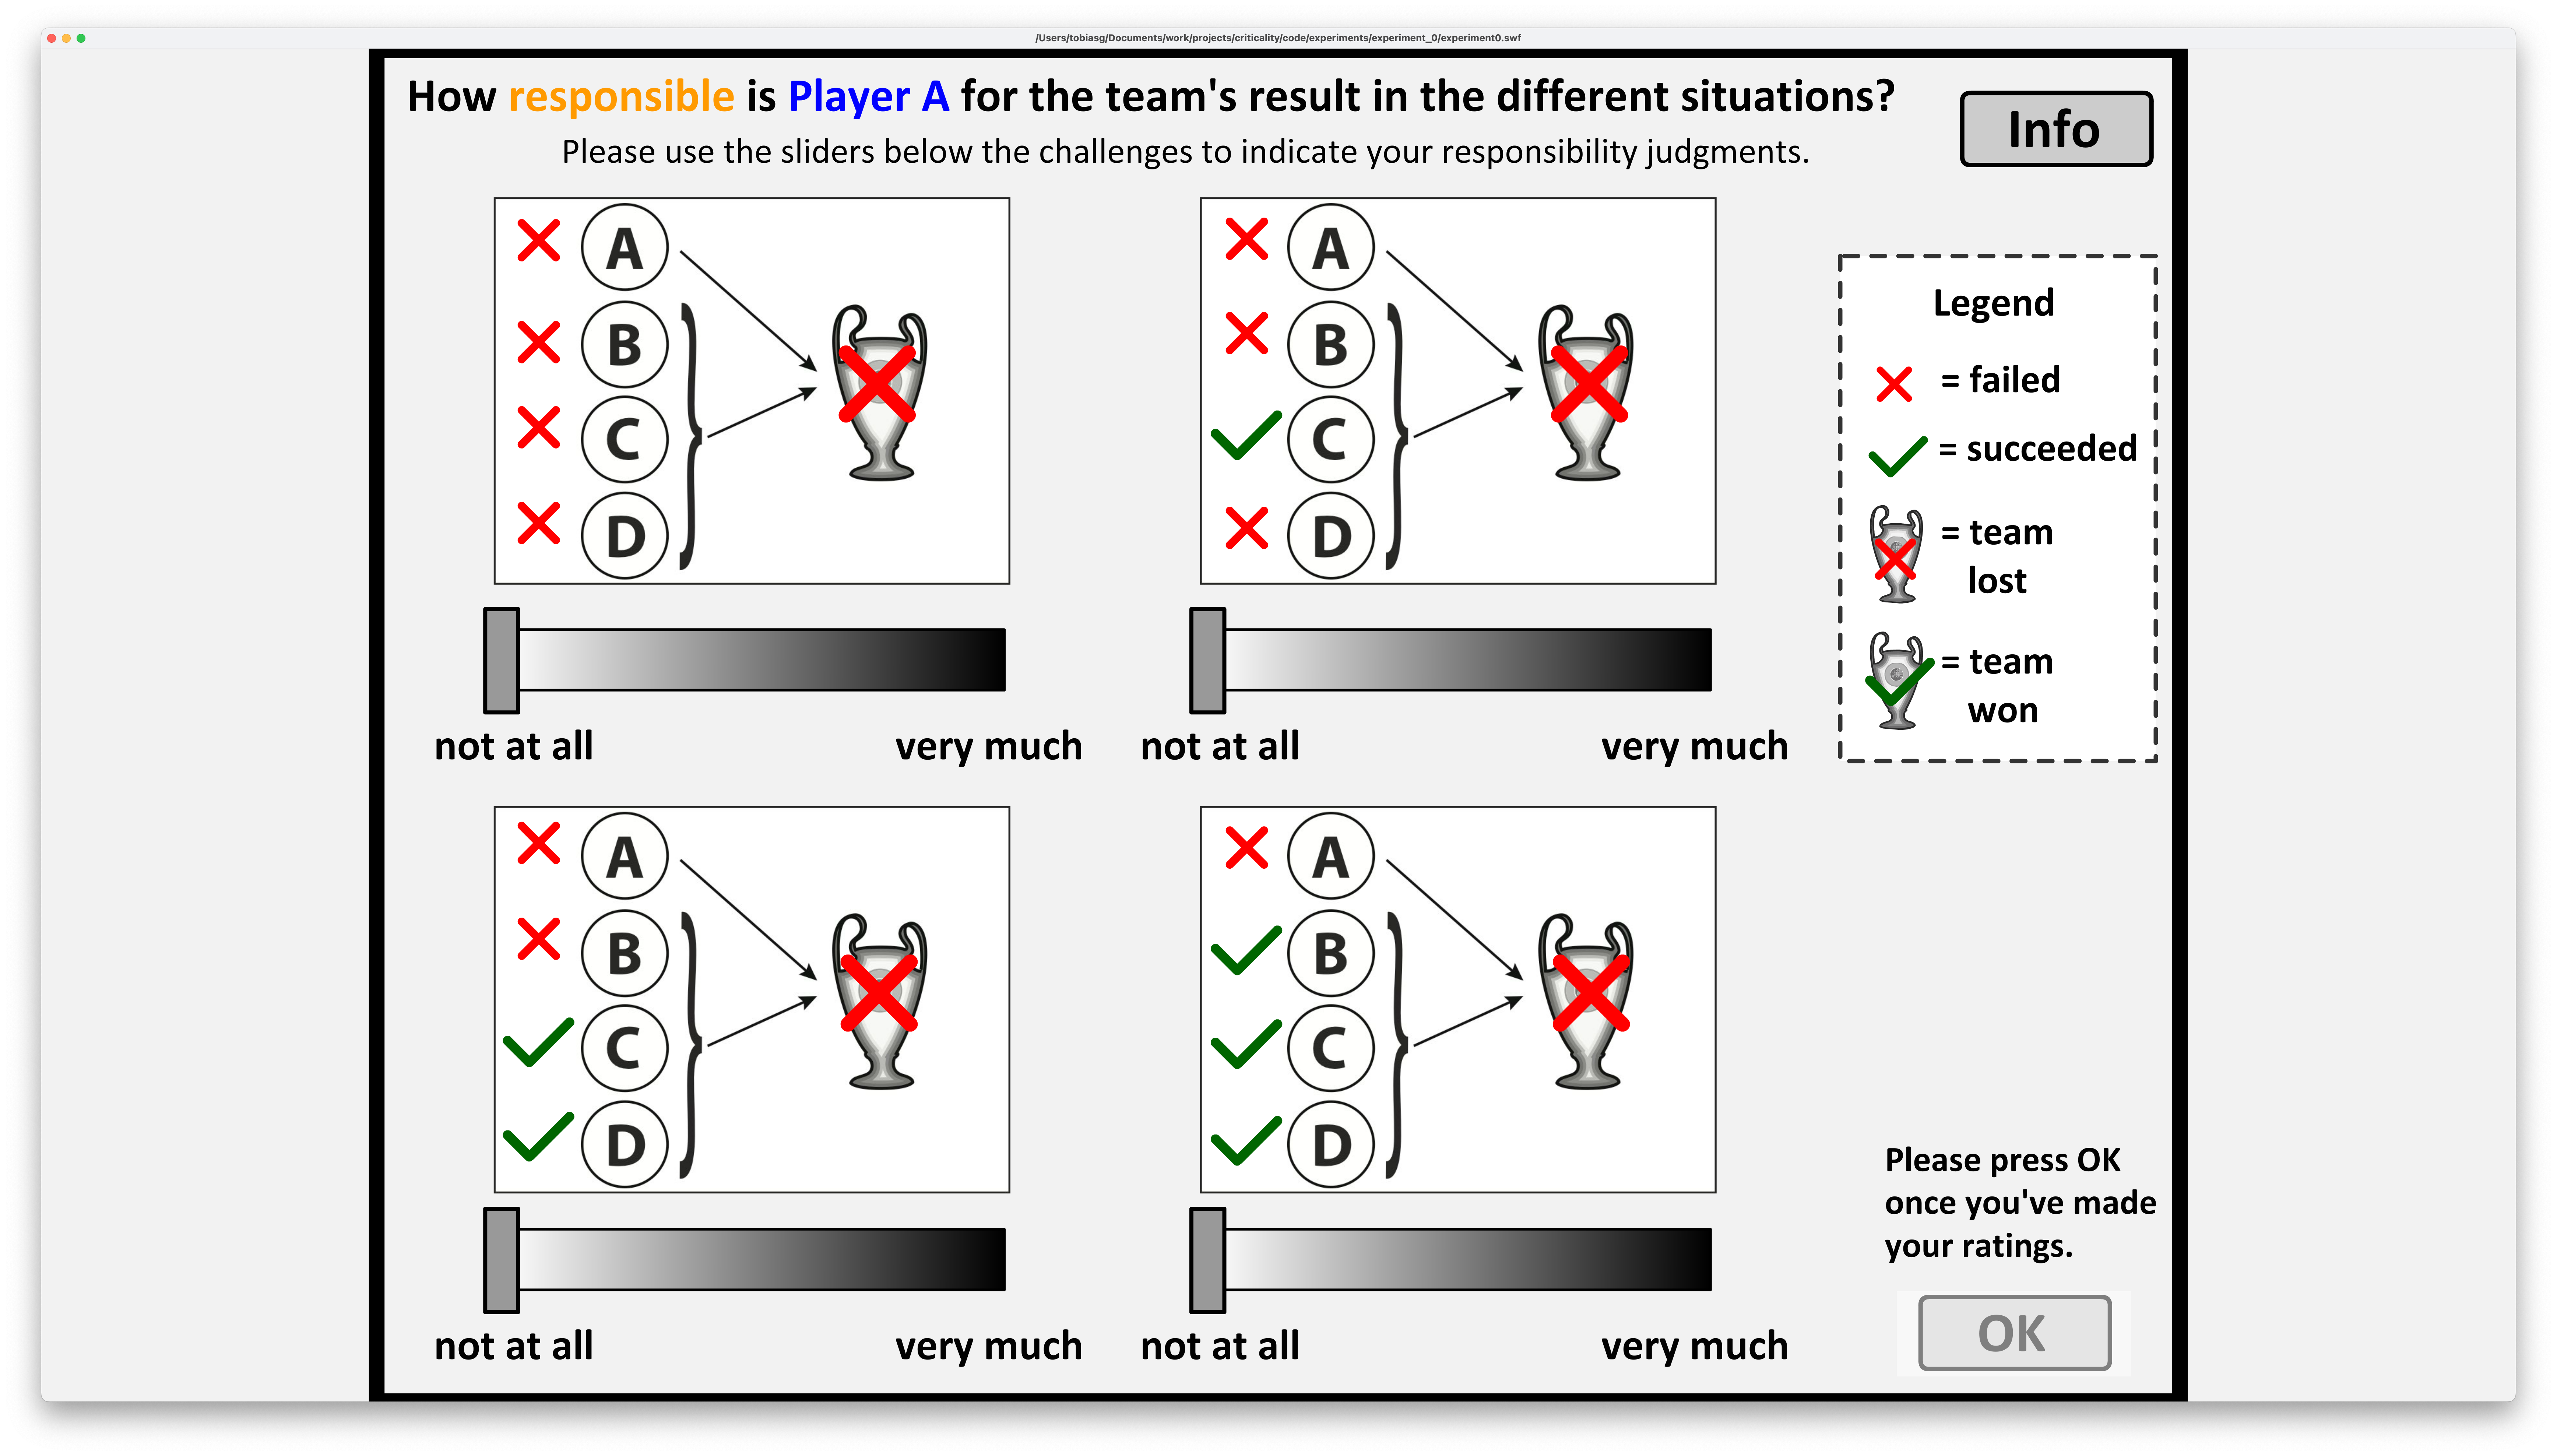 /Users/tobiasg/Documents/work/projects/criticality/code/experiments/experiment_0/experiment0.swf
How responsible is Player A for the team's result in the different situations?
Please use the sliders below the challenges to indicate your responsibility judgments.
Info
A
B
C
D
not at all
very much
A
B
C
D
not at all
very much
Legend
= failed
= succeeded
= team
lost
= team
won
A
B
C
D
not at all
very much
A
B
C
D
not at all
very much
Please press OK
once you've made
your ratings.
OK